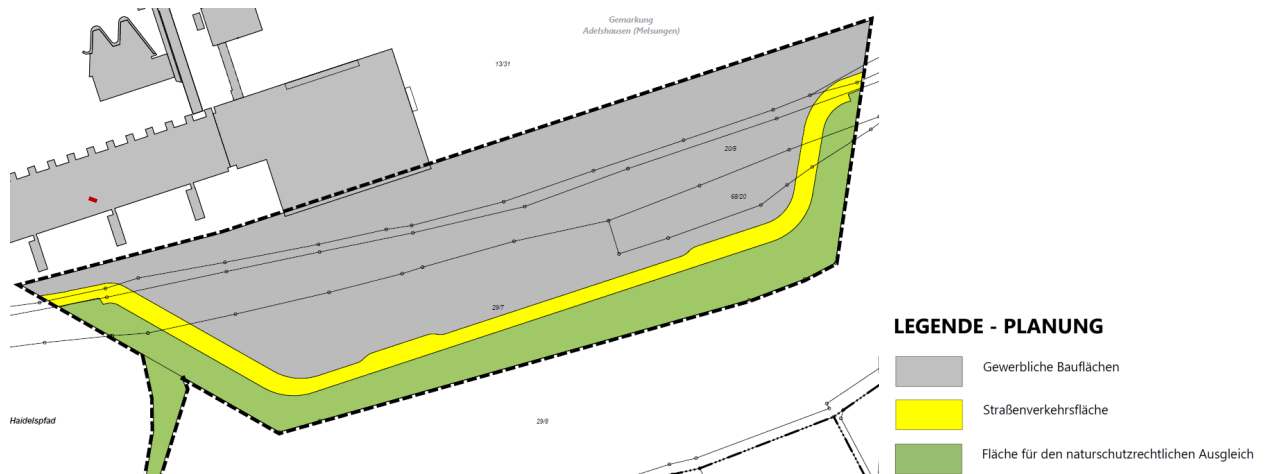 Gemarkung
Adelshausen (Melsungen)
13/31
20/8
68/20
29/7
Haidelspfad
29/8
LEGENDE - PLANUNG
Gewerbliche Bauflächen
Straßenverkehrsfläche
Fläche für den naturschutzrechtlichen Ausgleich